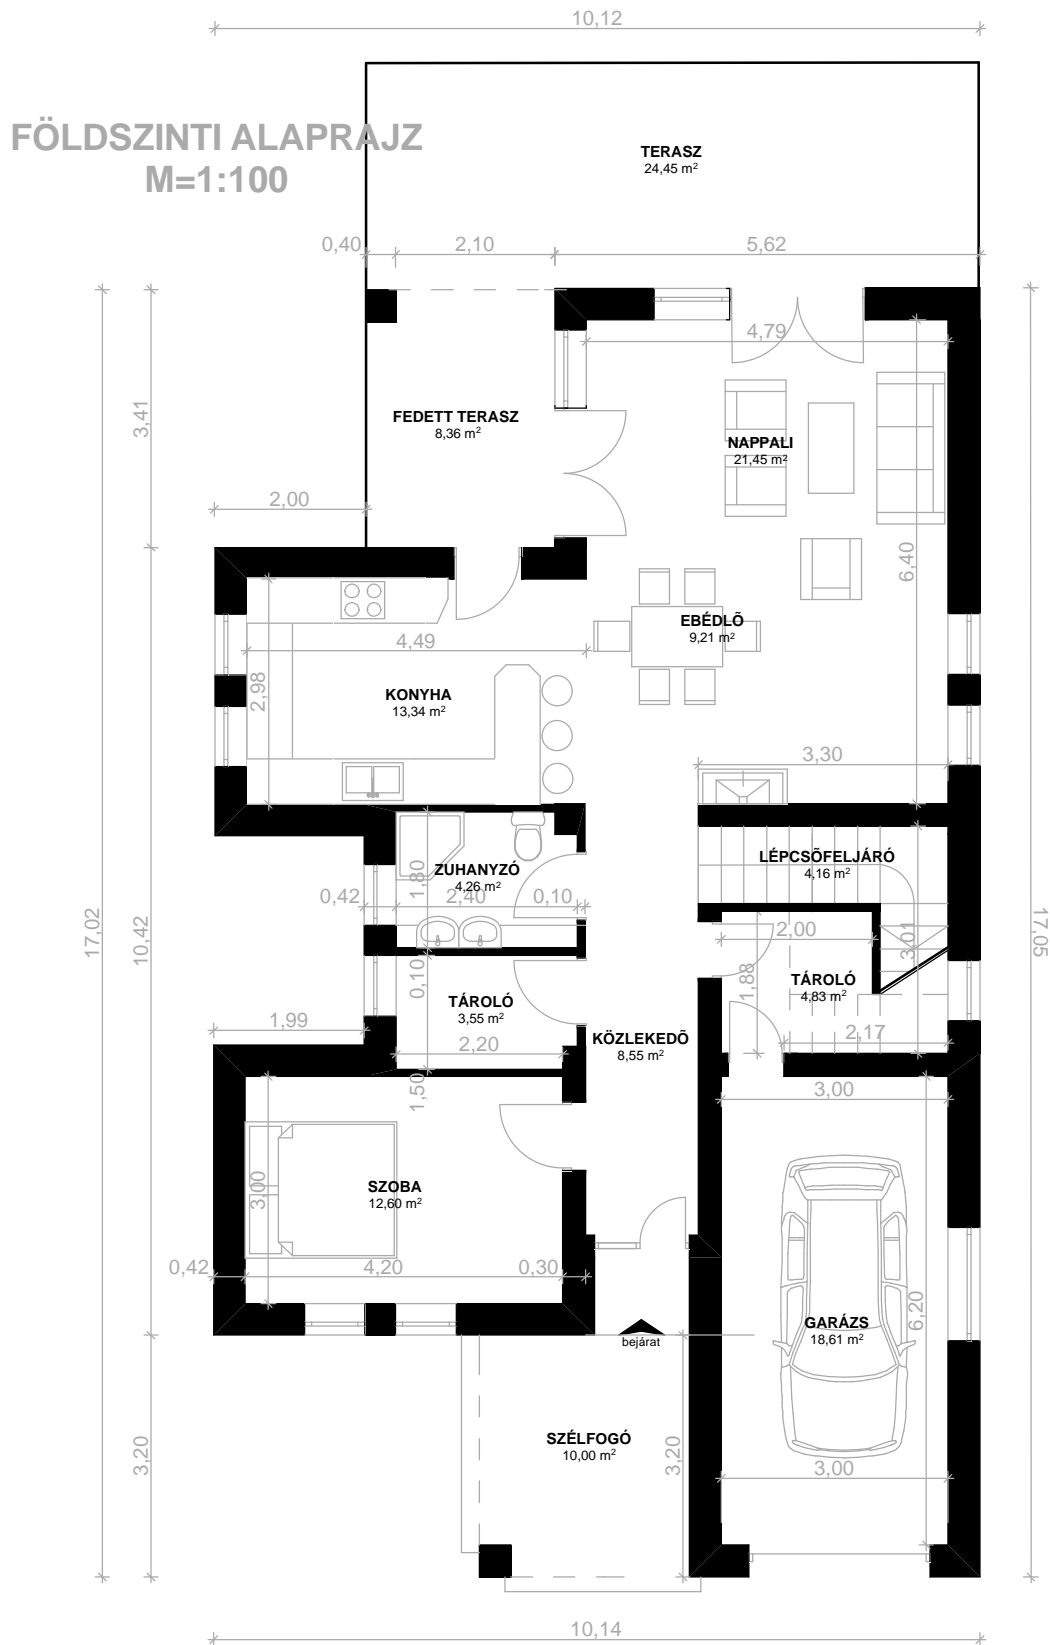 10,12
FÖLDSZINTI ALAPRAJZ
M=1:100
TERASZ
24,45 m²
0,40
2,10
5,62
4,79
3,41
FEDETT TERASZ
8,36 m²
NAPPALI
21,45 m²
2,00
6,40
EBÉDLÕ
9,21 m²
4,49
2,98
KONYHA
13,34 m²
3,30
ZUHANYZÓ
4,26 m²
1,80
LÉPCSÕFELJÁRÓ
4,16 m²
0,42
2,40
0,10
17,02
10,42
2,00
3,01
17,05
0,10
TÁROLÓ
3,55 m²
1,88
TÁROLÓ
4,83 m²
1,99
2,20
KÖZLEKEDÕ
8,55 m²
2,17
1,50
3,00
3,00
SZOBA
12,60 m²
0,42
4,20
0,30
6,20
GARÁZS
18,61 m²
bejárat
3,20
SZÉLFOGÓ
10,00 m²
3,20
3,00
10,14